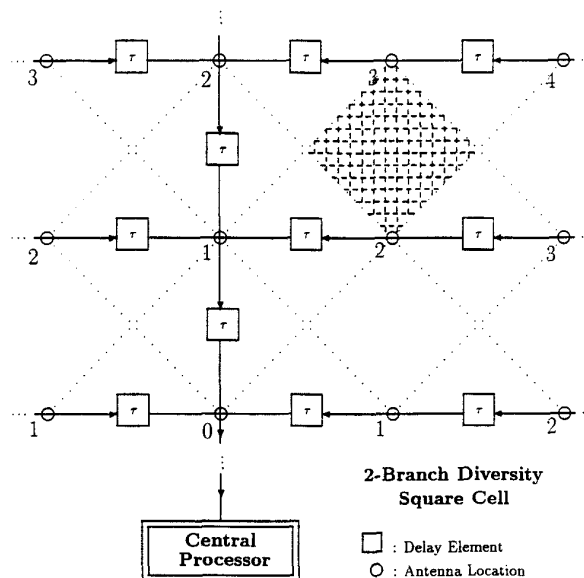 τ τ τ
3 2 3 4
τ
τ τ τ
2 1 2 3
τ
τ τ τ
1 0 1 2
2-Branch Diversity
Square Cell
Central
Processor
: Delay Element
: Antenna Location